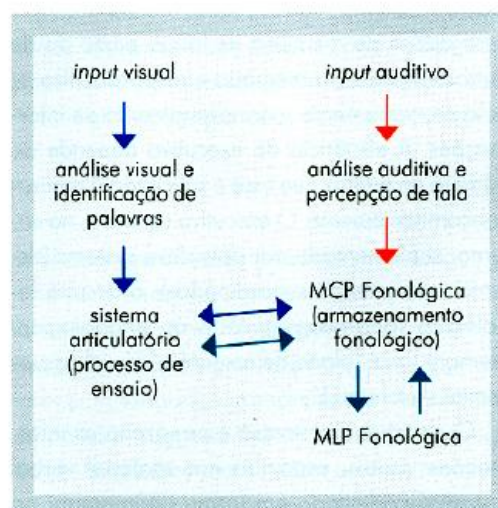 input visual
input auditivo
análise visual e
identificação de
palavras
análise auditiva e
percepção de fala
sistema
articulatório
(processo de
ensaio)
MCP Fonológica
(armazenamento
fonológico)
MLP Fonológica